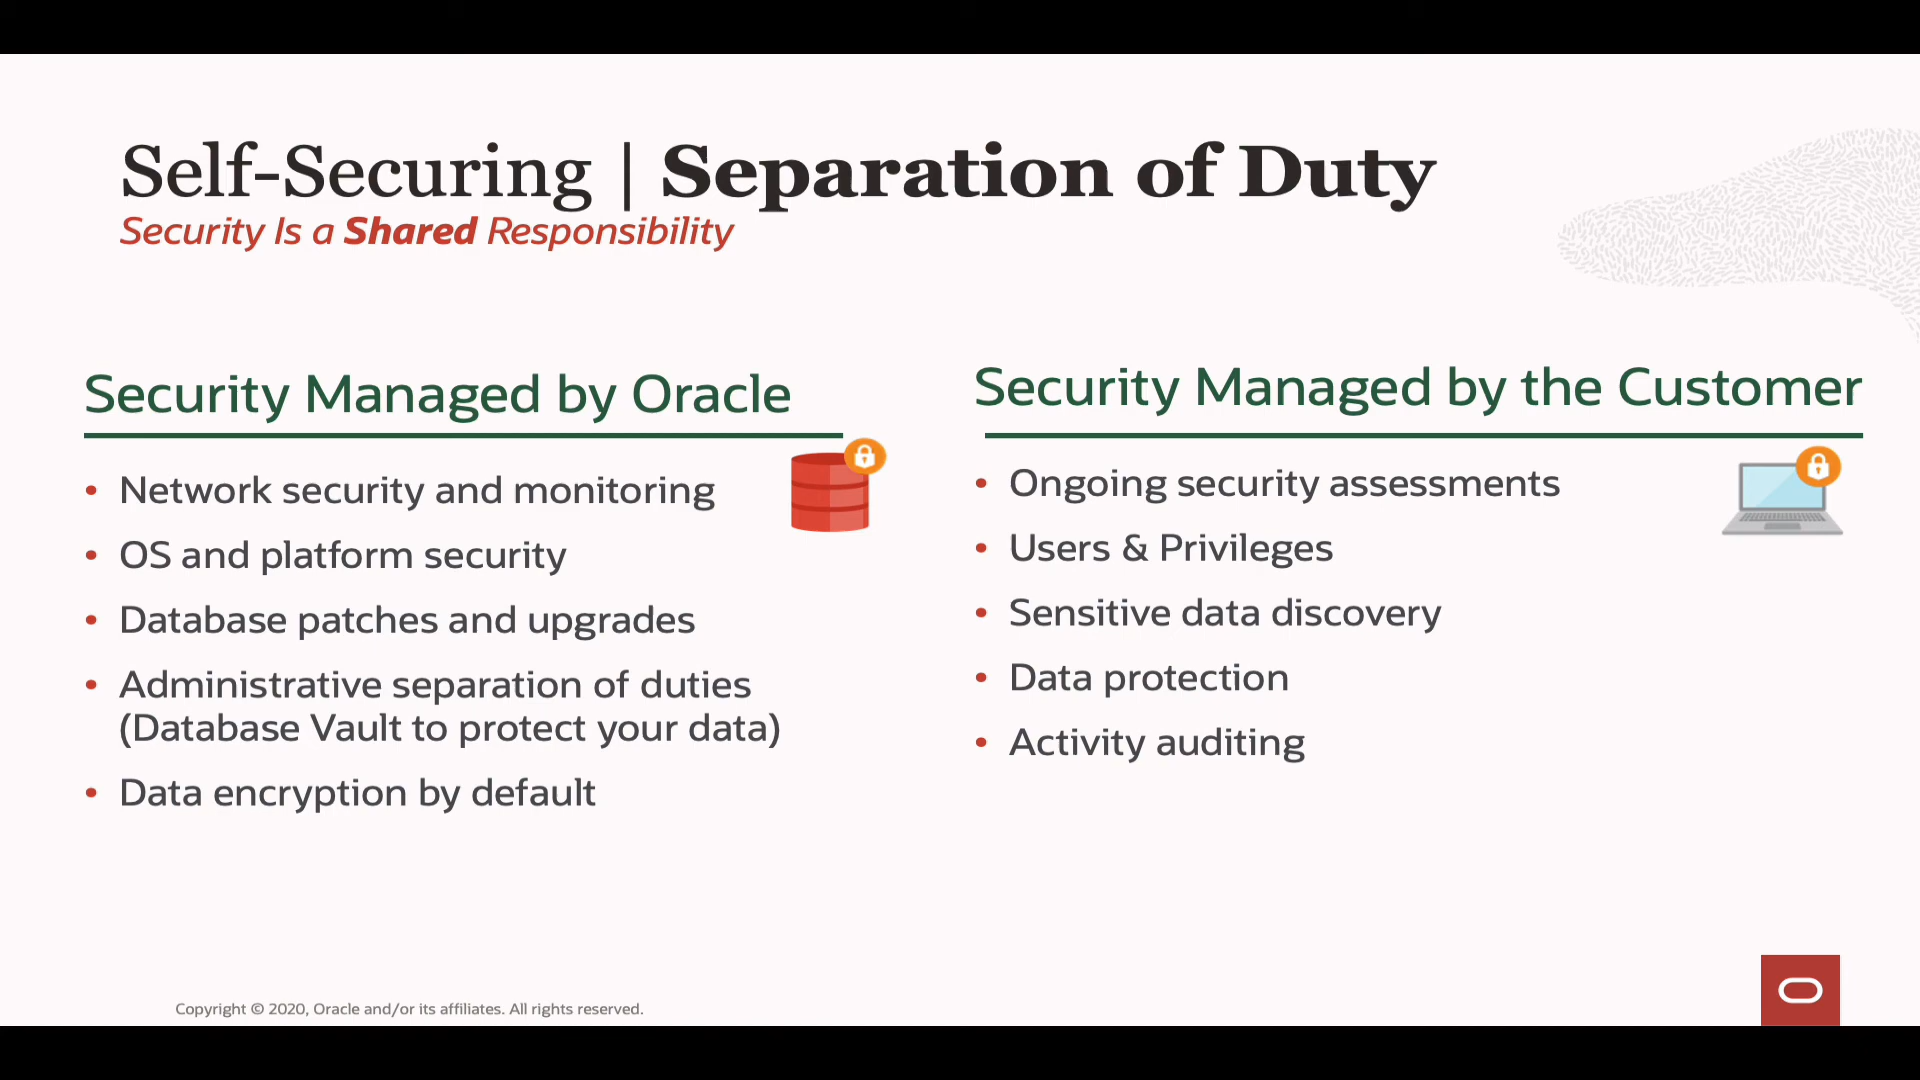 Self-Securing | Separation of Duty
Security Is a Shared Responsibility
Security Managed by Oracle
• Network security and monitoring
• OS and platform security
• Database patches and upgrades
• Administrative separation of duties
(Database Vault to protect your data)
• Data encryption by default
Security Managed by the Customer
• Ongoing security assessments
• Users & Privileges
• Sensitive data discovery
• Data protection
• Activity auditing
Copyright © 2020, Oracle and/or its affiliates. All rights reserved.